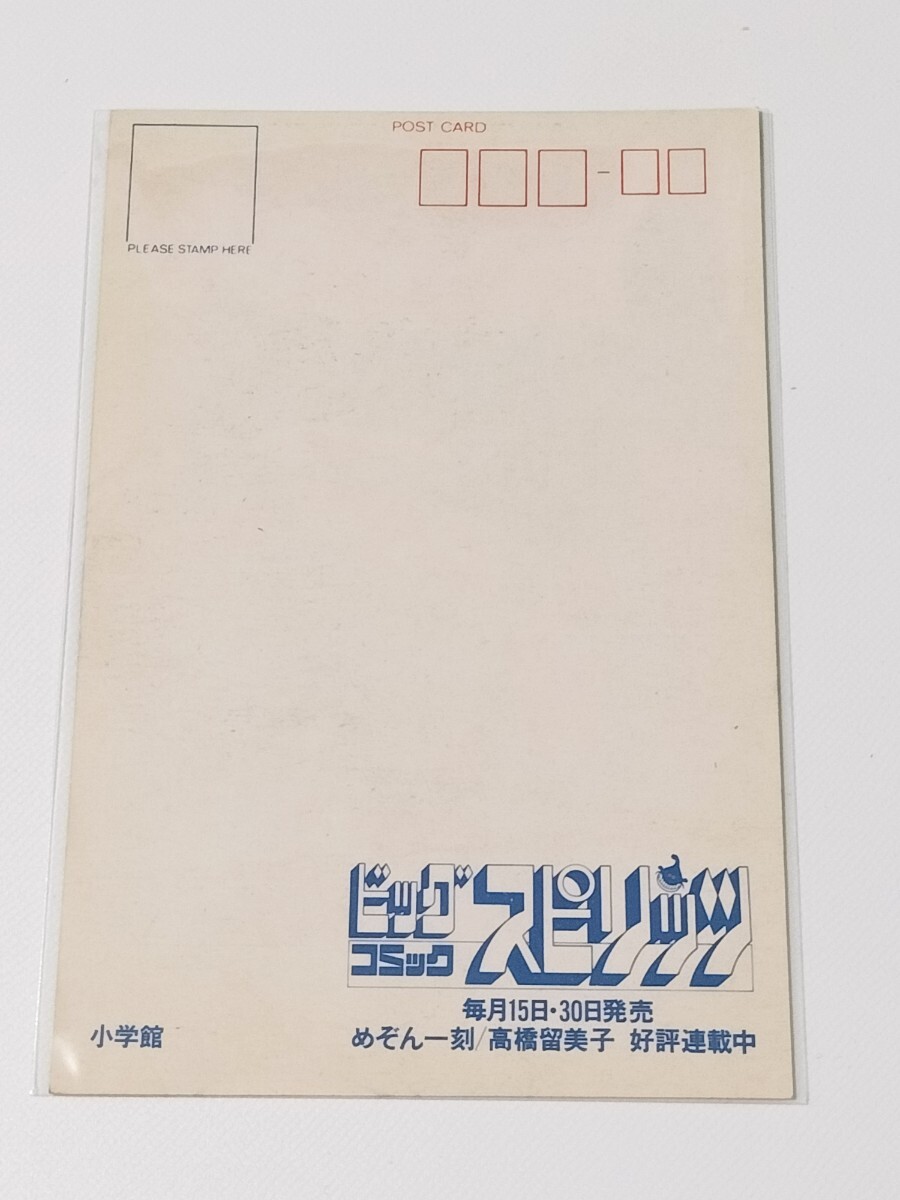 POST CARD
PLEASE STAMP HERE
ビッグ
コミック
スピリッツ
毎月15日・30日発売
小学館
めぞん一刻/高橋留美子 好評連載中